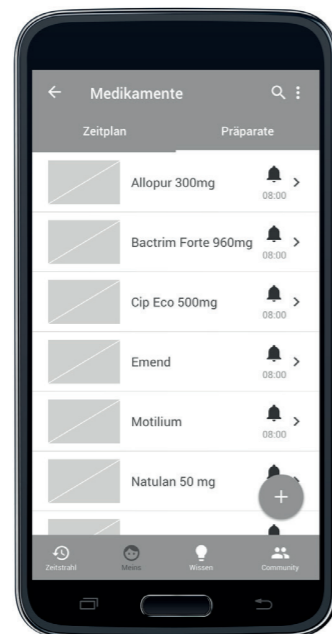 Medikamente
Zeitplan Präparate
Allopur 300mg
08:00
Bactrim Forte 960mg
08:00
Cip Eco 500mg
08:00
Emend
08:00
Motilium
08:00
Natulan 50 mg
Zeitstrahl Meins Wissen Community